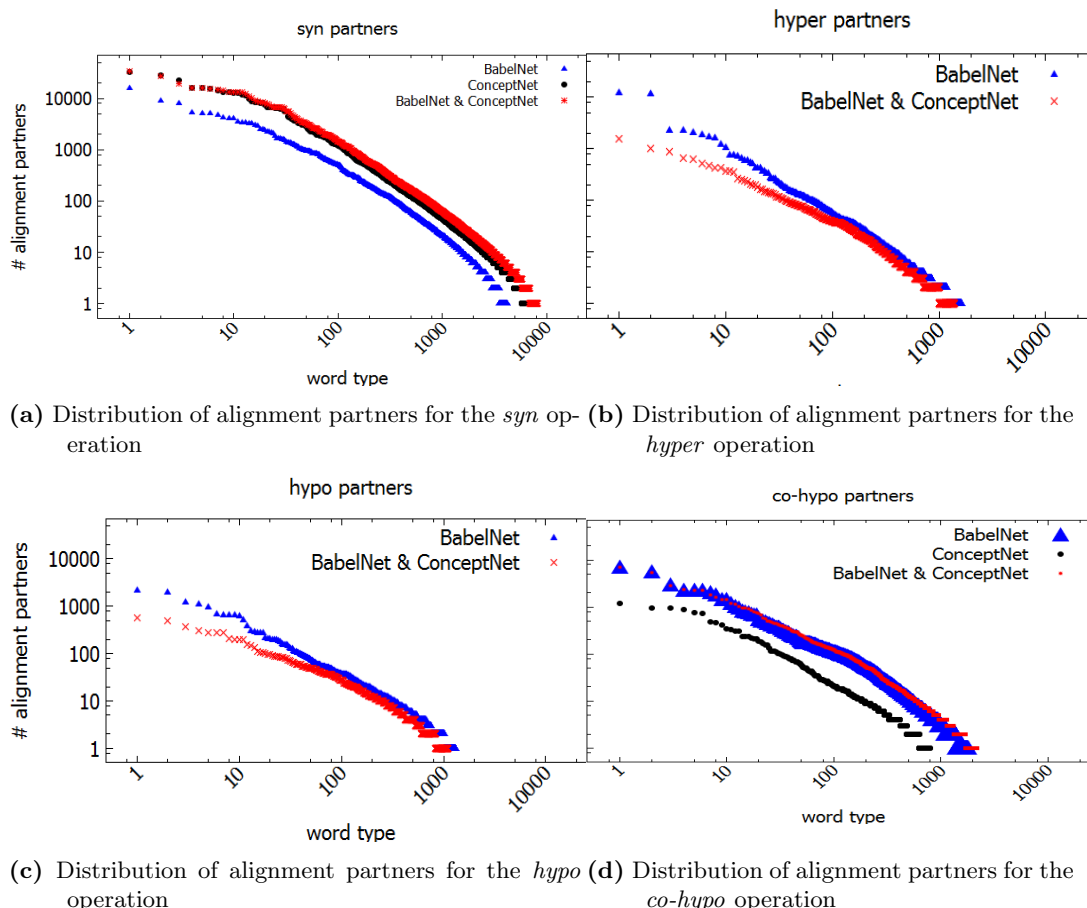 syn partners
BabelNet
ConceptNet
BabelNet & ConceptNet
# alignment partners
10000
1000
100
10
1
1
10
100
1000
10000
word type
hyper partners
BabelNet
BabelNet & ConceptNet
1
10
100
1000
10000
(a) Distribution of alignment partners for the syn op-
eration
(b) Distribution of alignment partners for the
hyper operation
hypo partners
BabelNet
BabelNet & ConceptNet
# alignment partners
10000
1000
100
10
1
1
10
100
1000
10000
word type
co-hypo partners
BabelNet
ConceptNet
BabelNet & ConceptNet
1
10
100
1000
10000
word type
(c) Distribution of alignment partners for the hypo
operation
(d) Distribution of alignment partners for the
co-hypo operation